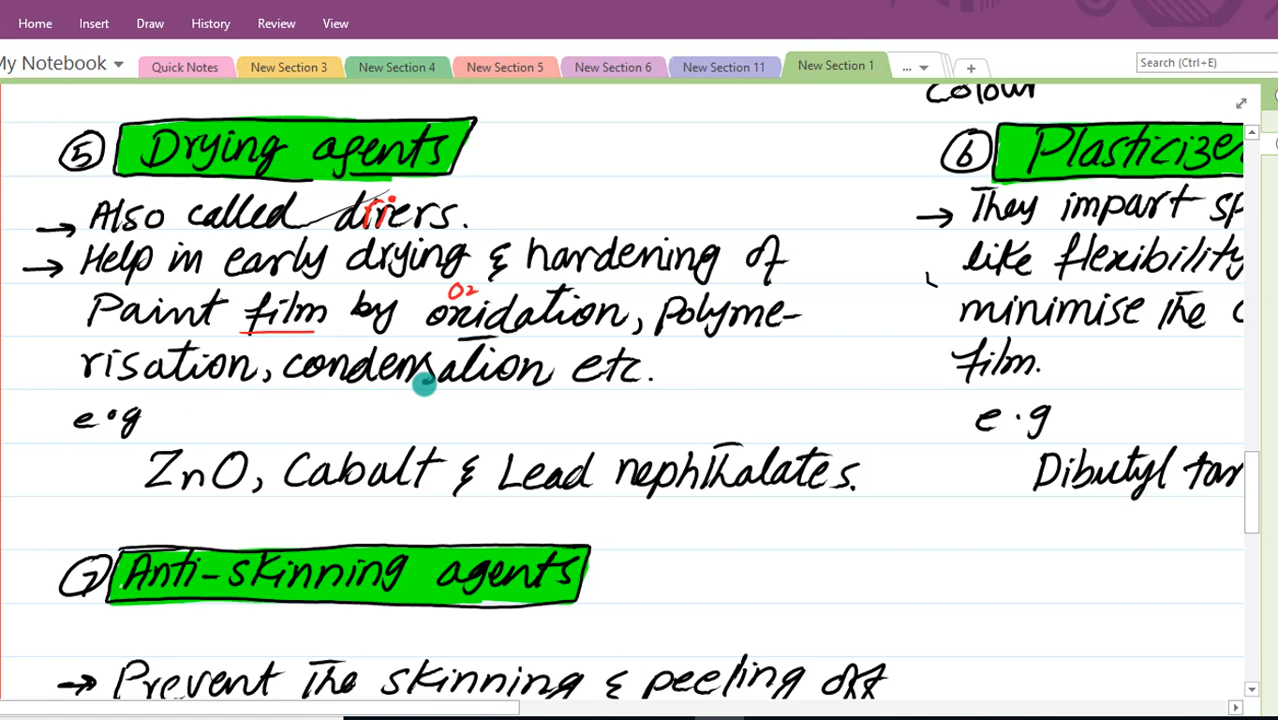 Home Insert Draw History Review View
My Notebook Quick Notes New Section 3 New Section 4 New Section 5 New Section 6 New Section 11 New Section 1 ... + Search (Ctrl+E)
Colour
5 Drying agents
→ Also called driers.
→ Help in early drying & hardening of
Paint film by oxidation, polyme-
O2
risation, condensation etc.
e.g
ZnO, Cabalt & Lead nephthalates.
6 Plasticize
→ They impart sp
like flexibility
minimise the c
film.
e.g
Dibutyl tar
7 Anti-skinning agents
→ Prevent the skinning & peeling off